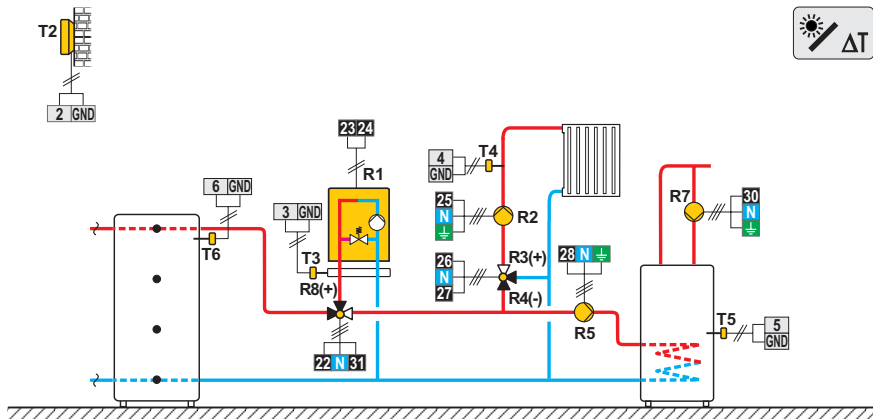 T2
ΔT
2 GND
23 24
R1
4
GND
T4
6 GND
3 GND
25
N
R2
R7
30
N
T6
T3
R8(+)
26
N
27
R3(+)
R4(-)
28 N
R5
T5
5
GND
22 N 31